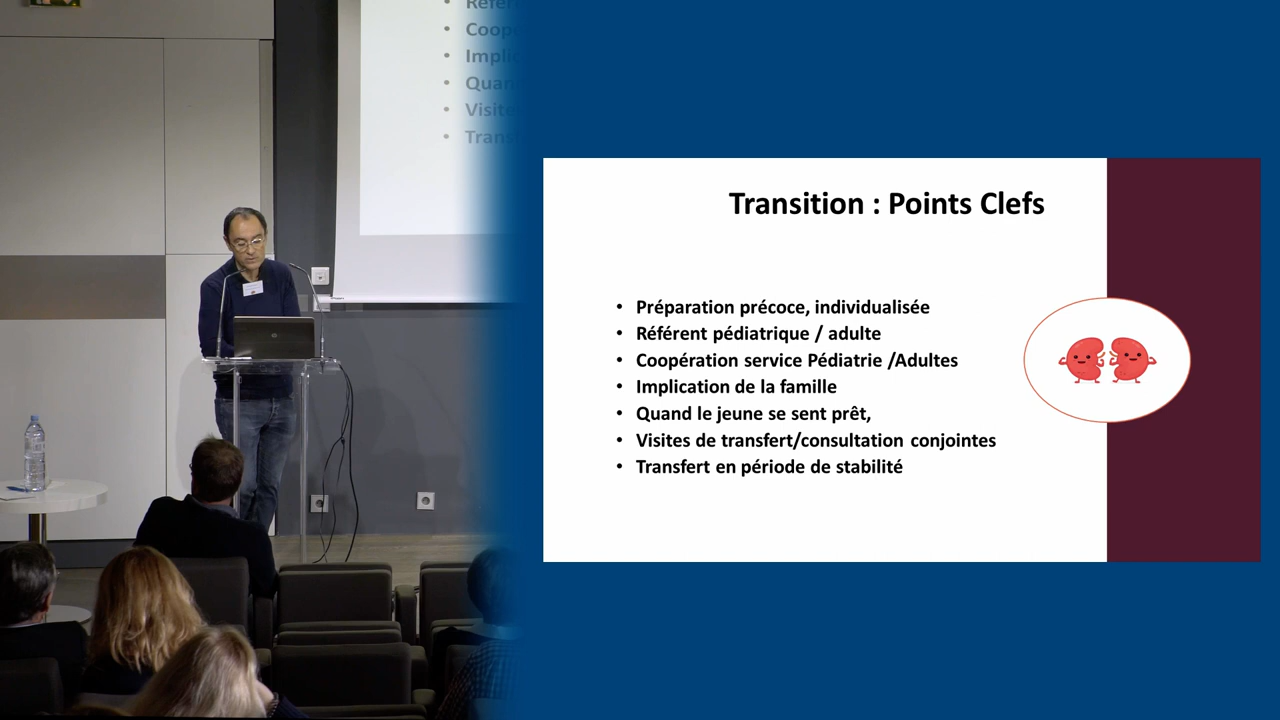 Transition : Points Clefs
• Préparation précoce, individualisée
• Référent pédiatrique / adulte
• Coopération service Pédiatrie /Adultes
• Implication de la famille
• Quand le jeune se sent prêt,
• Visites de transfert/consultation conjointes
• Transfert en période de stabilité